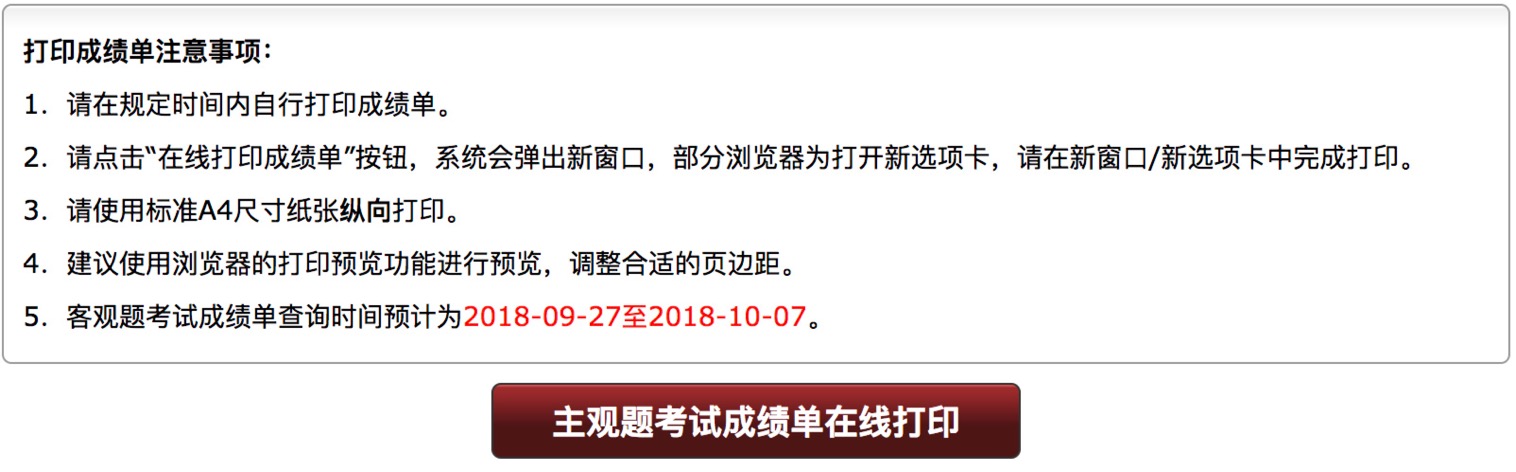 打印成绩单注意事项：
1. 请在规定时间内自行打印成绩单。
2. 请点击“在线打印成绩单”按钮，系统会弹出新窗口，部分浏览器为打开新选项卡，请在新窗口/新选项卡中完成打印。
3. 请使用标准A4尺寸纸张纵向打印。
4. 建议使用浏览器的打印预览功能进行预览，调整合适的页边距。
5. 客观题考试成绩单查询时间预计为2018-09-27至2018-10-07。
主观题考试成绩单在线打印